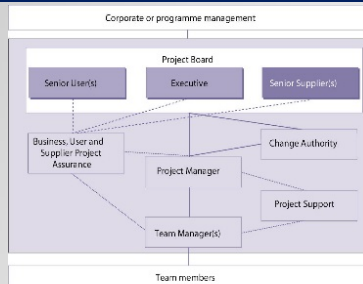 Corporate or programme management
Project Board
Senior User(s)
Executive
Senior Supplier(s)
Business, User and
Supplier Project
Assurance
Change Authority
Project Manager
Project Support
Team Manager(s)
Team members